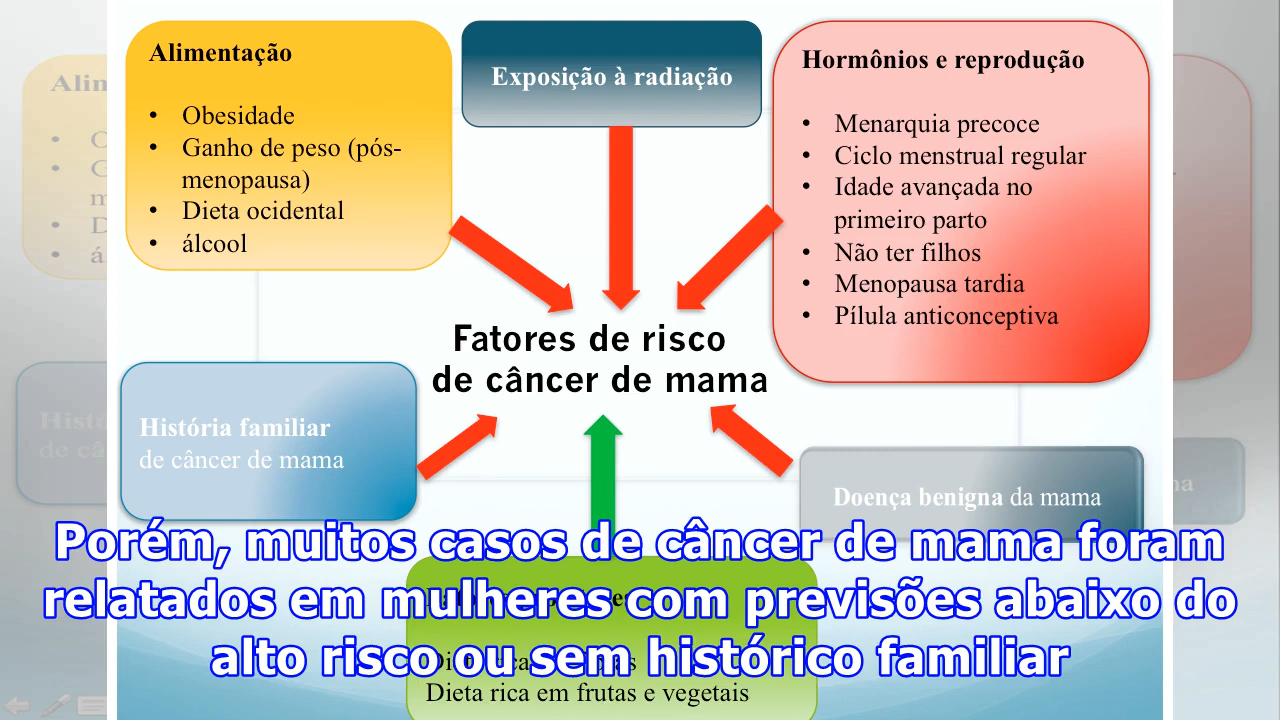 Alimentação
• Obesidade
• Ganho de peso (pós-
menopausa)
• Dieta ocidental
• álcool
Exposição à radiação
Hormônios e reprodução
• Menarquia precoce
• Ciclo menstrual regular
• Idade avançada no
primeiro parto
• Não ter filhos
• Menopausa tardia
• Pílula anticonceptiva
Fatores de risco
de câncer de mama
História familiar
de câncer de mama
Doença benigna da mama
Porém, muitos casos de câncer de mama foram
relatados em mulheres com previsões abaixo do
alto risco ou sem histórico familiar
Dieta rica em frutas e vegetais